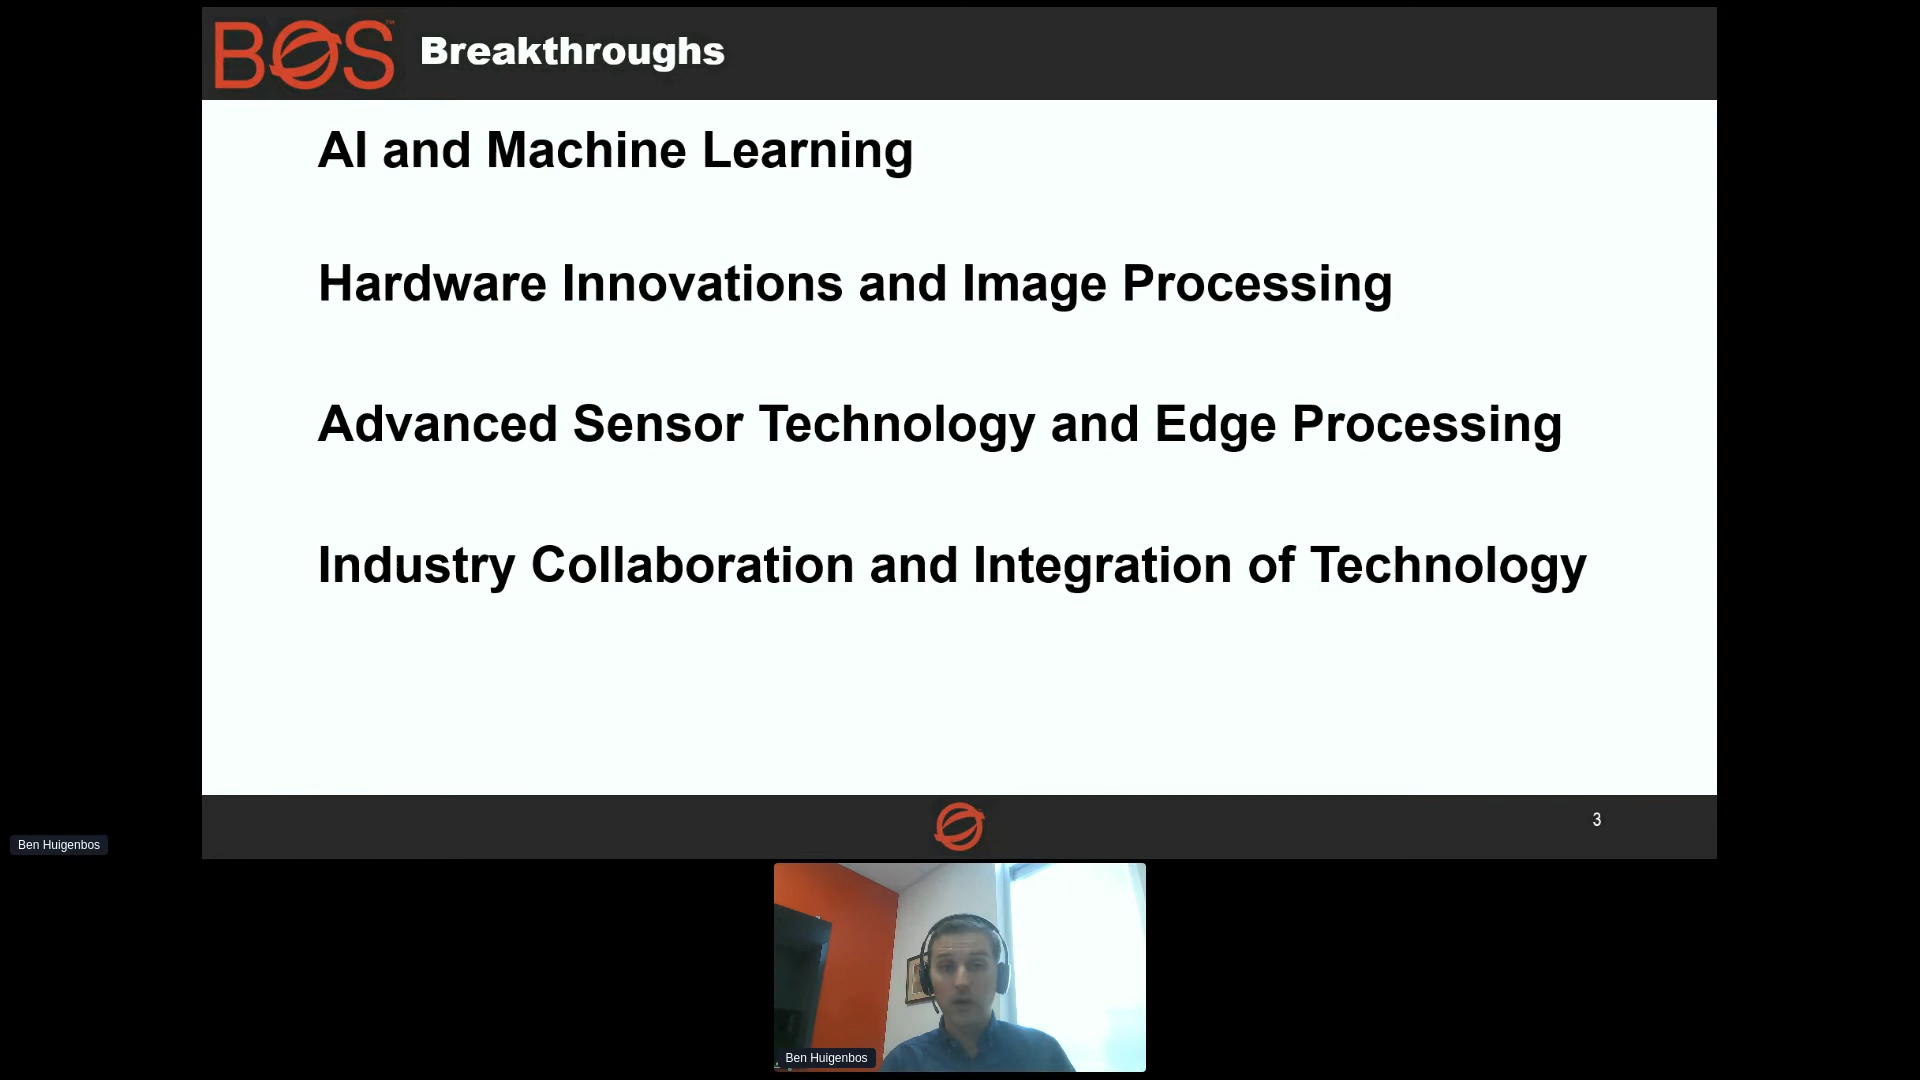 BOS™
Breakthroughs
AI and Machine Learning
Hardware Innovations and Image Processing
Advanced Sensor Technology and Edge Processing
Industry Collaboration and Integration of Technology
3
Ben Huigenbos
Ben Huigenbos